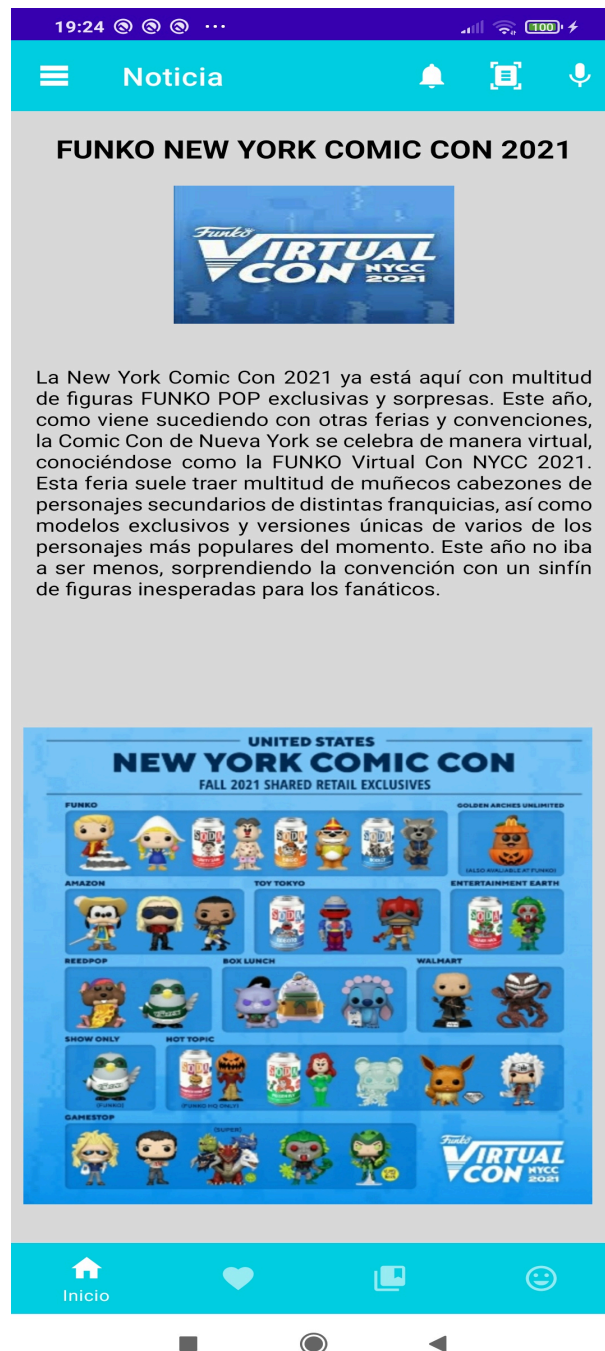 19:24
100
Noticia
FUNKO NEW YORK COMIC CON 2021
Funko
VIRTUAL
CON NYCC
2021
La New York Comic Con 2021 ya está aquí con multitud
de figuras FUNKO POP exclusivas y sorpresas. Este año,
como viene sucediendo con otras ferias y convenciones,
la Comic Con de Nueva York se celebra de manera virtual,
conociéndose como la FUNKO Virtual Con NYCC 2021.
Esta feria suele traer multitud de muñecos cabezones de
personajes secundarios de distintas franquicias, así como
modelos exclusivos y versiones únicas de varios de los
personajes más populares del momento. Este año no iba
a ser menos, sorprendiendo la convención con un sinfín
de figuras inesperadas para los fanáticos.
UNITED STATES
NEW YORK COMIC CON
FALL 2021 SHARED RETAIL EXCLUSIVES
FUNKO
GOLDEN ARCHES UNLIMITED
SODA
SODA
SODA
(ALSO AVAILABLE AT FUNKO)
AMAZON
TOY TOKYO
ENTERTAINMENT EARTH
SODA
SODA
REEDPOP
BOX LUNCH
WALMART
SHOW ONLY
HOT TOPIC
SODA
SODA
(FUNKO)
(FUNKO HQ ONLY)
GAMESTOP
(SUPER)
Funko
VIRTUAL
CON NYCC
2021
Inicio